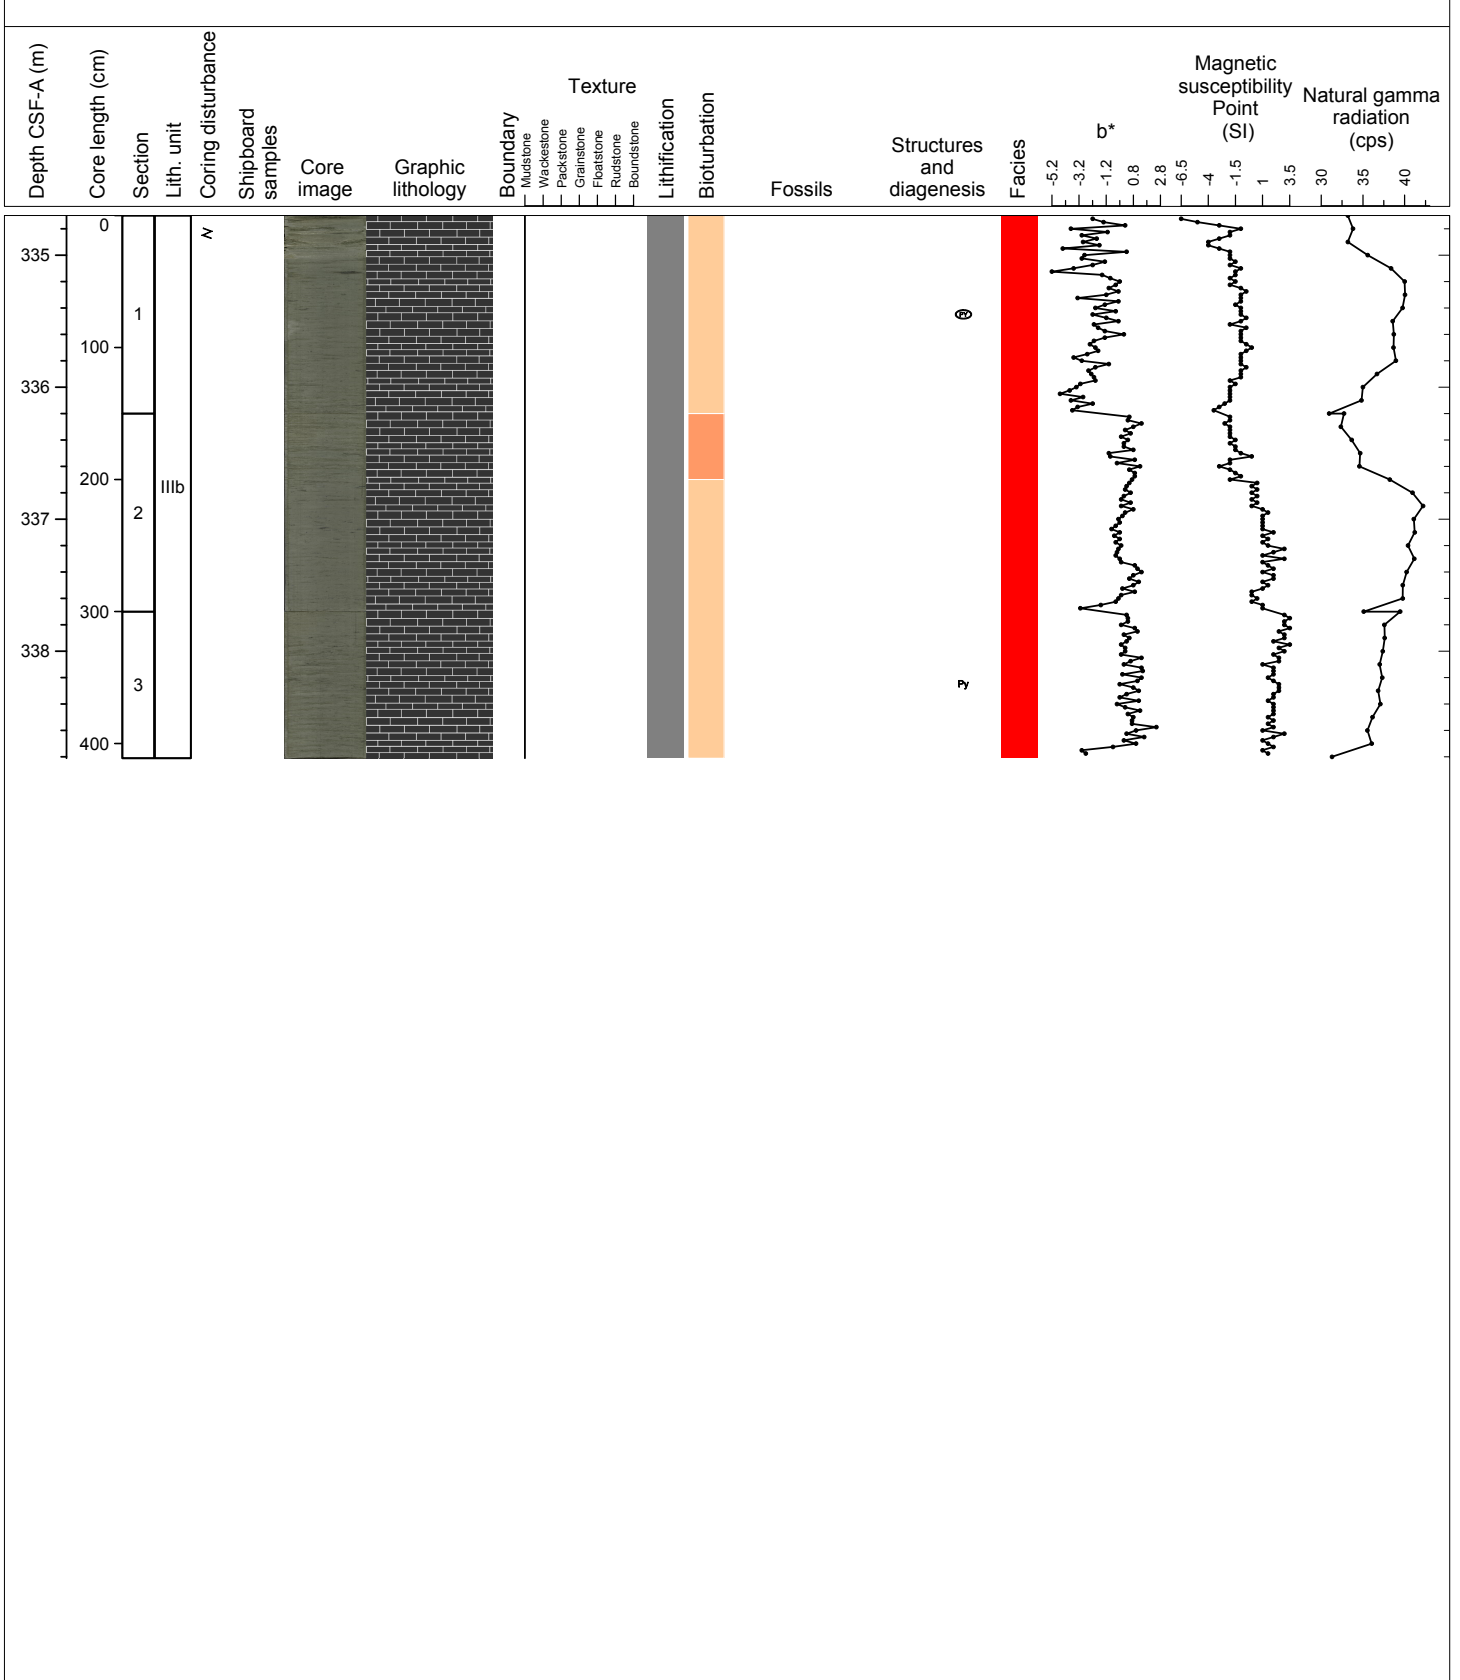 Depth CSF-A (m)
Core length (cm)
Section
Lith. unit
Coring disturbance
Shipboard
samples
Core
image
Graphic
lithology
Boundary
Texture
Mudstone
Wackestone
Packstone
Grainstone
Floatstone
Rudstone
Boundstone
Lithification
Bioturbation
Fossils
Structures
and
diagenesis
Facies
b*
-5.2
-3.2
-1.2
0.8
2.8
Magnetic
susceptibility
Point
(SI)
-6.5
-4
-1.5
1
3.5
Natural gamma
radiation
(cps)
30
35
40
335
336
337
338
0
100
200
300
400
1
2
3
IIIb
Py
Py